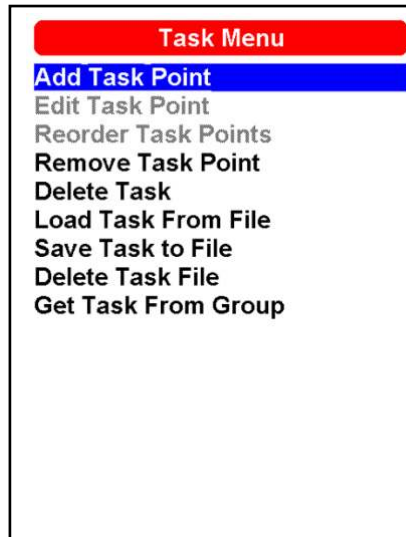 Task Menu
Add Task Point
Edit Task Point
Reorder Task Points
Remove Task Point
Delete Task
Load Task From File
Save Task to File
Delete Task File
Get Task From Group